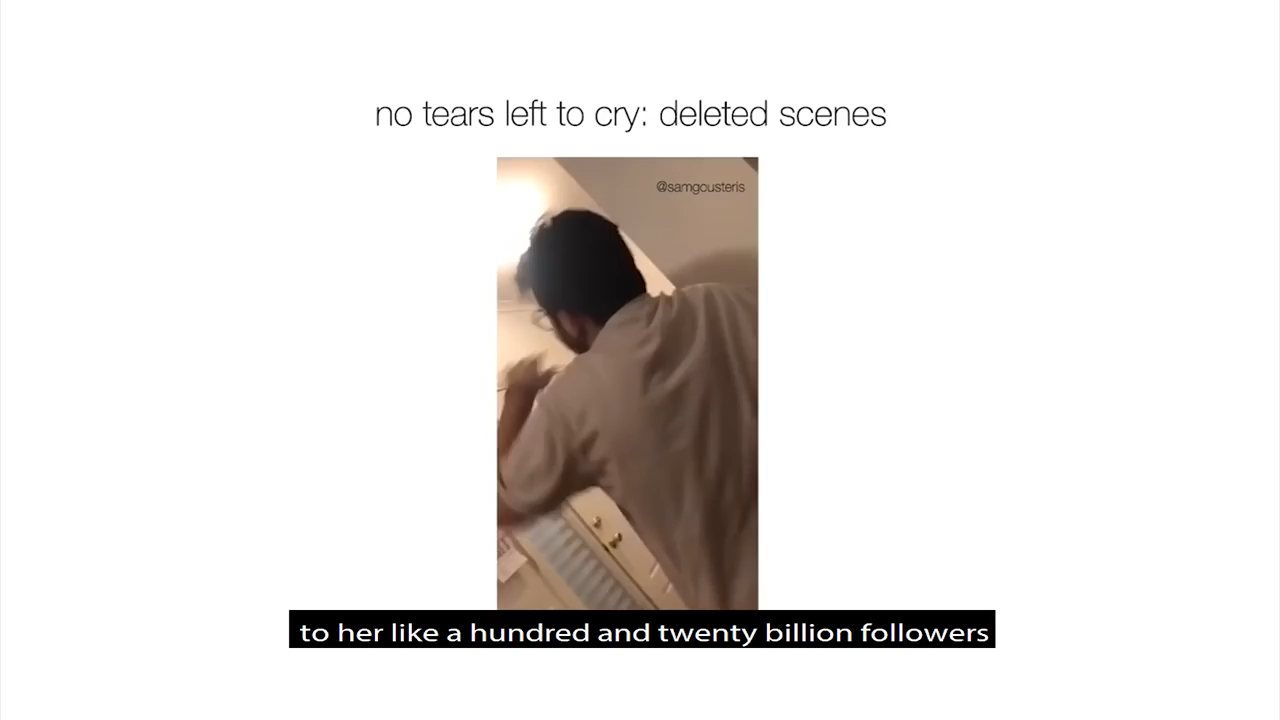 no tears left to cry: deleted scenes
@samgousteris
to her like a hundred and twenty billion followers